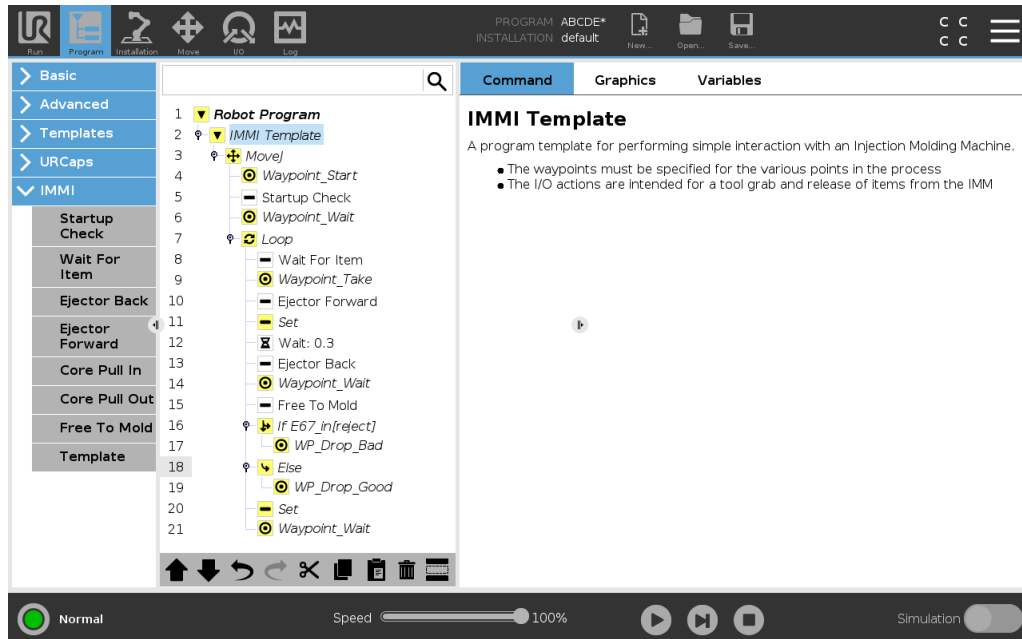 PROGRAM ABCDE*
INSTALLATION default
C C
C C
Run
Program
Installation
Move
I/O
Log
New...
Open...
Save...
Basic
Advanced
Templates
URCaps
IMMI
Startup
Check
Wait For
Item
Ejector Back
Ejector
Forward
Core Pull In
Core Pull Out
Free To Mold
Template
1 Robot Program
2 IMMI Template
3 MoveJ
4 Waypoint_Start
5 Startup Check
6 Waypoint_Wait
7 Loop
8 Wait For Item
9 Waypoint_Take
10 Ejector Forward
11 Set
12 Wait: 0.3
13 Ejector Back
14 Waypoint_Wait
15 Free To Mold
16 If E67_in[reject]
17 WP_Drop_Bad
18 Else
19 WP_Drop_Good
20 Set
21 Waypoint_Wait
Command Graphics Variables
IMMI Template
A program template for performing simple interaction with an Injection Molding Machine.
The waypoints must be specified for the various points in the process
The I/O actions are intended for a tool grab and release of items from the IMM
Normal
Speed 100%
Simulation